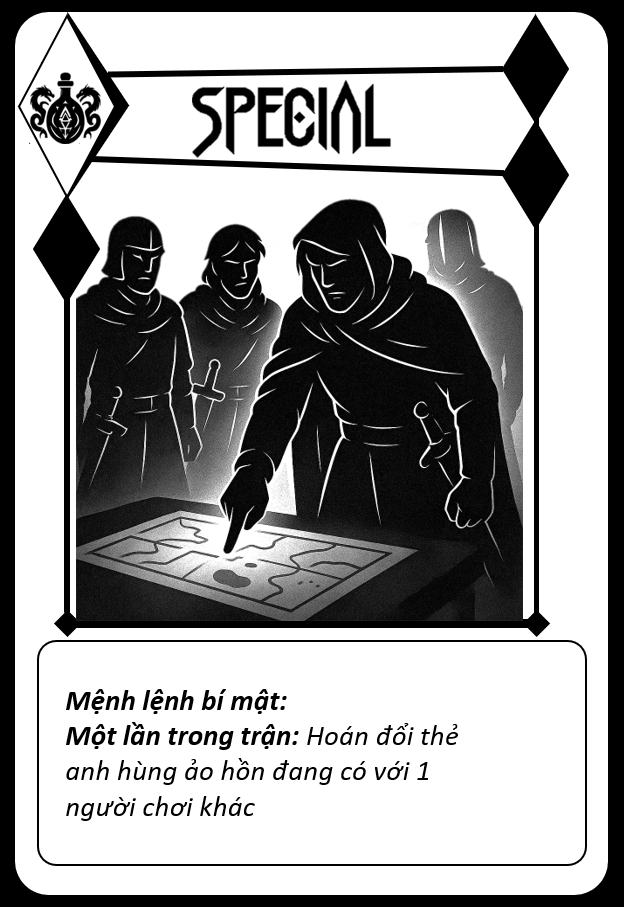 SPECIAL
Mệnh lệnh bí mật:
Một lần trong trận: Hoán đổi thẻ
anh hùng ảo hồn đang có với 1
người chơi khác